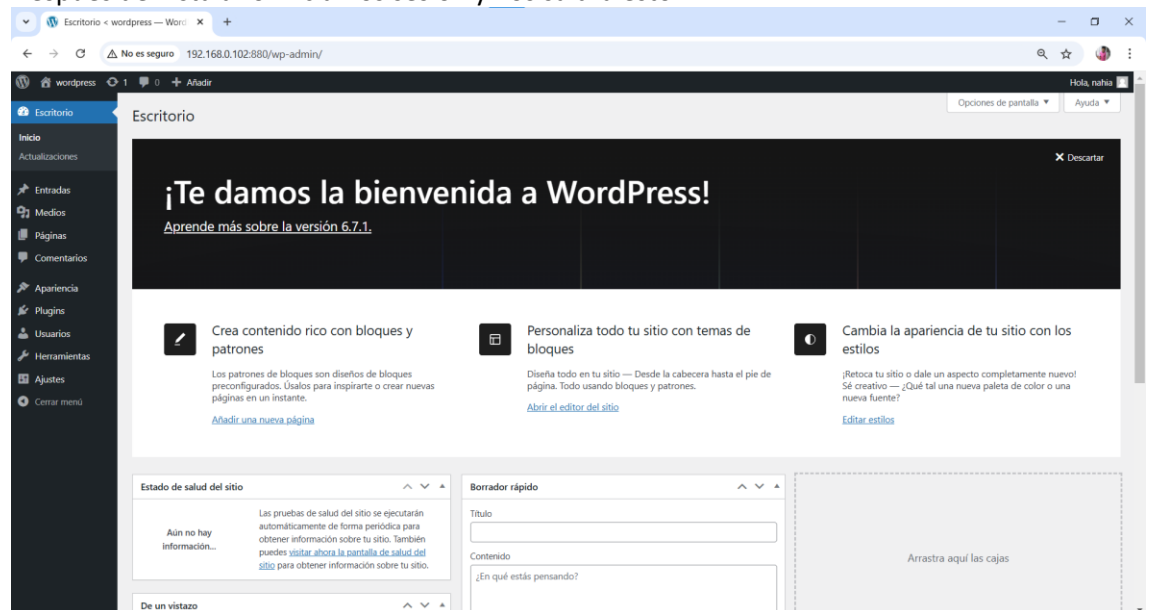 Escritorio < wordpress — Word
No es seguro 192.168.0.102:880/wp-admin/
wordpress 1 0 Añadir Hola, nahia
Escritorio
Inicio
Actualizaciones
Entradas
Medios
Páginas
Comentarios
Apariencia
Plugins
Usuarios
Herramientas
Ajustes
Cerrar menú
Opciones de pantalla Ayuda
Escritorio
Descartar
¡Te damos la bienvenida a WordPress!
Aprende más sobre la versión 6.7.1.
Crea contenido rico con bloques y
patrones
Los patrones de bloques son diseños de bloques
preconfigurados. Úsalos para inspirarte o crear nuevas
páginas en un instante.
Añadir una nueva página
Personaliza todo tu sitio con temas de
bloques
Diseña todo en tu sitio — Desde la cabecera hasta el pie de
página. Todo usando bloques y patrones.
Abrir el editor del sitio
Cambia la apariencia de tu sitio con los
estilos
¡Retoca tu sitio o dale un aspecto completamente nuevo!
Sé creativo — ¿Qué tal una nueva paleta de color o una
nueva fuente?
Editar estilos
Estado de salud del sitio
Aún no hay
información...
Las pruebas de salud del sitio se ejecutarán
automáticamente de forma periódica para
obtener información sobre tu sitio. También
puedes visitar ahora la pantalla de salud del
sitio para obtener información sobre tu sitio.
De un vistazo
Borrador rápido
Título
Contenido
¿En qué estás pensando?
Arrastra aquí las cajas